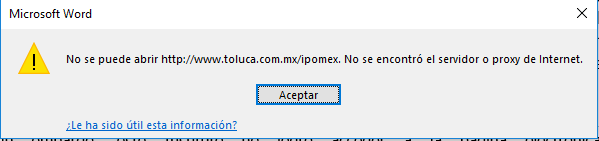 Microsoft Word
No se puede abrir http://www.toluca.com.mx/ipomex. No se encontró el servidor o proxy de Internet.
Aceptar
¿Le ha sido útil esta información?